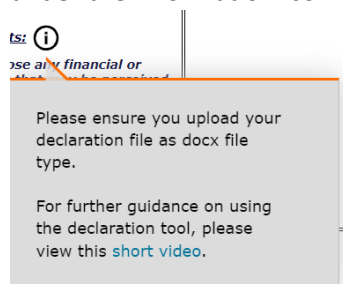 ts: i
ose any financial or
Please ensure you upload your
declaration file as docx file
type.
For further guidance on using
the declaration tool, please
view this short video.